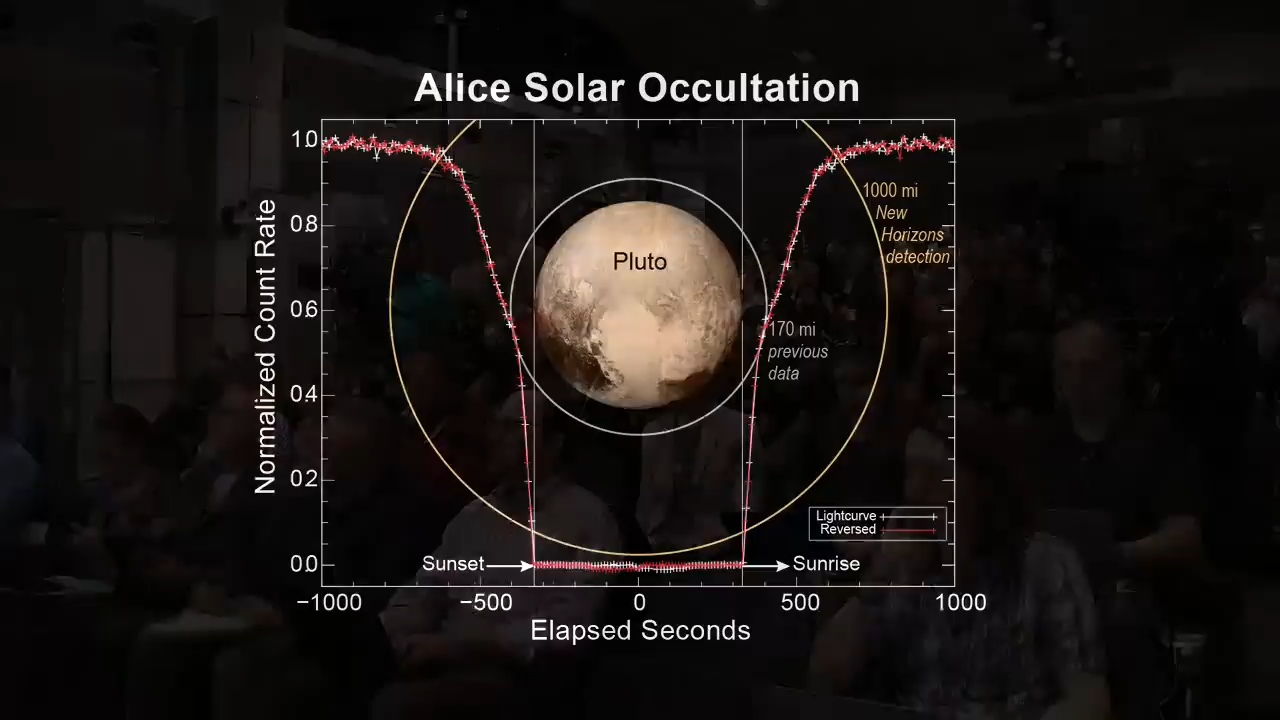 Alice Solar Occultation
1.0
0.8
0.6
0.4
0.2
0.0
Normalized Count Rate
Pluto
1000 mi
New
Horizons
detection
170 mi
previous
data
Lightcurve
Reversed
Sunset
Sunrise
−1000
−500
0
500
1000
Elapsed Seconds